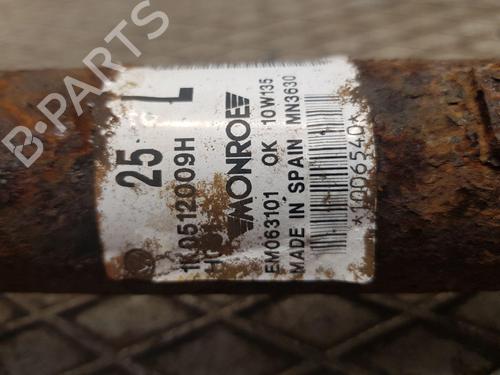 B-PARTS
25 L
1K0512009H
MONROE
EM063101 OK 10W135
MADE IN SPAIN MN3630
*1006540*